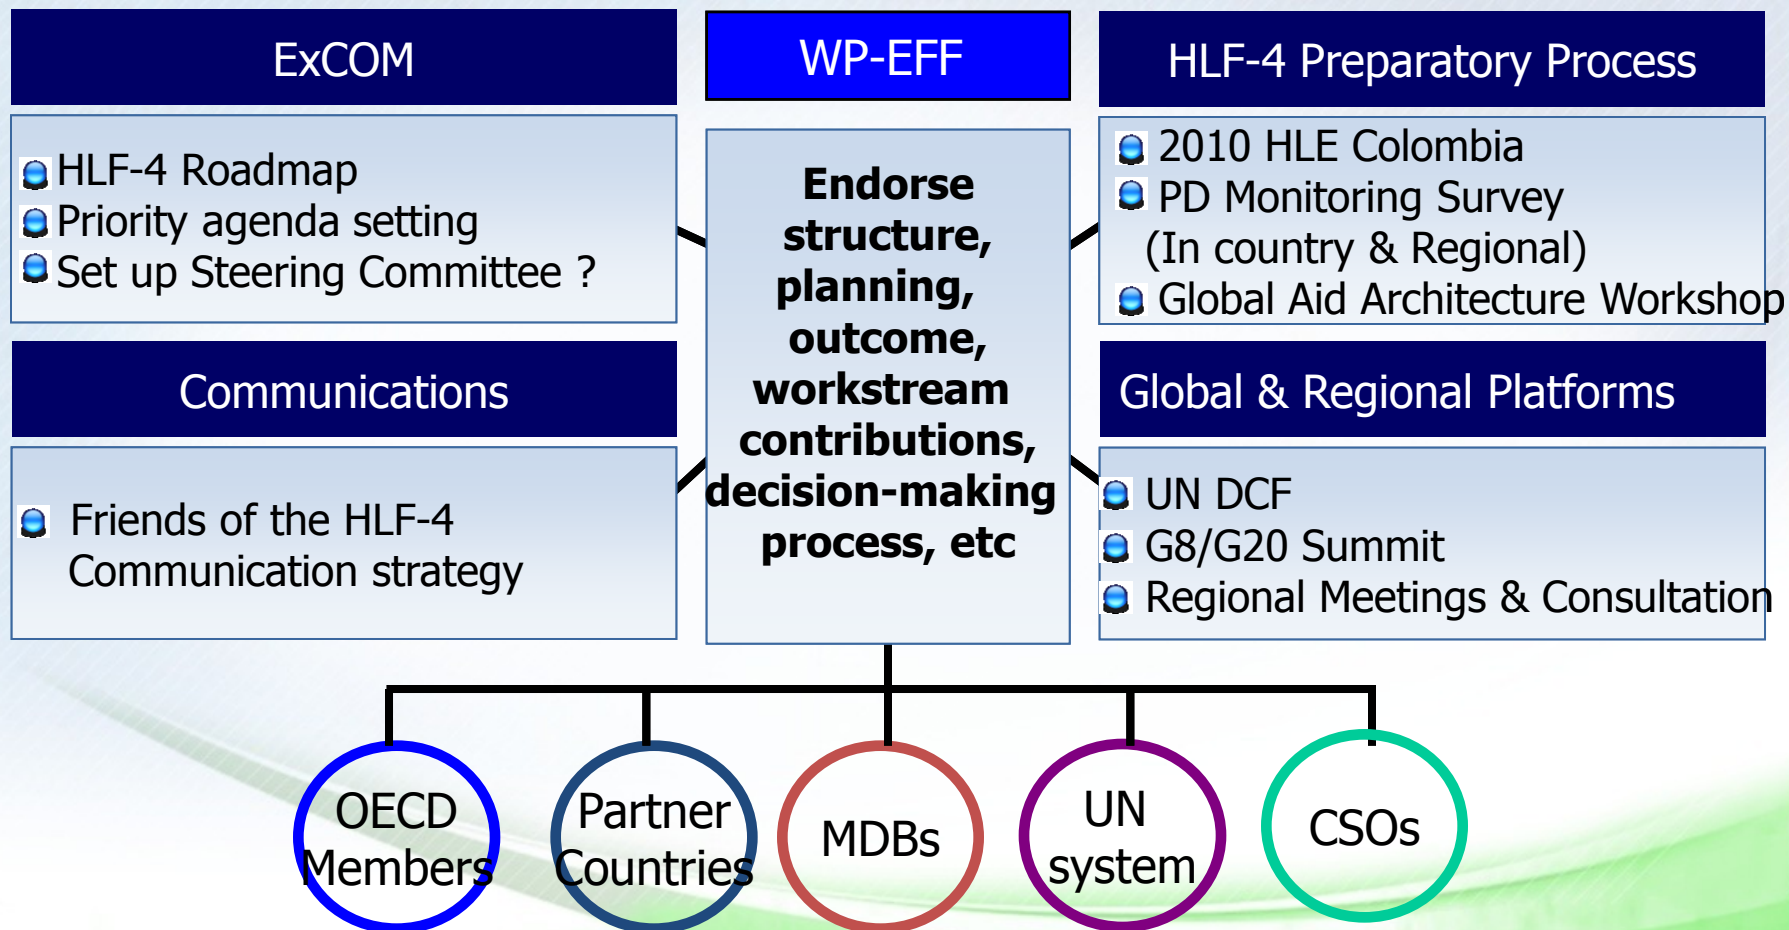 ExCOM
HLF-4 Roadmap
Priority agenda setting
Set up Steering Committee ?
Communications
Friends of the HLF-4
Communication strategy
WP-EFF
Endorse
structure,
planning,
outcome,
workstream
contributions,
decision-making
process, etc
HLF-4 Preparatory Process
2010 HLE Colombia
PD Monitoring Survey
(In country & Regional)
Global Aid Architecture Workshop
Global & Regional Platforms
UN DCF
G8/G20 Summit
Regional Meetings & Consultation
OECD
Members
Partner
Countries
MDBs
UN
system
CSOs